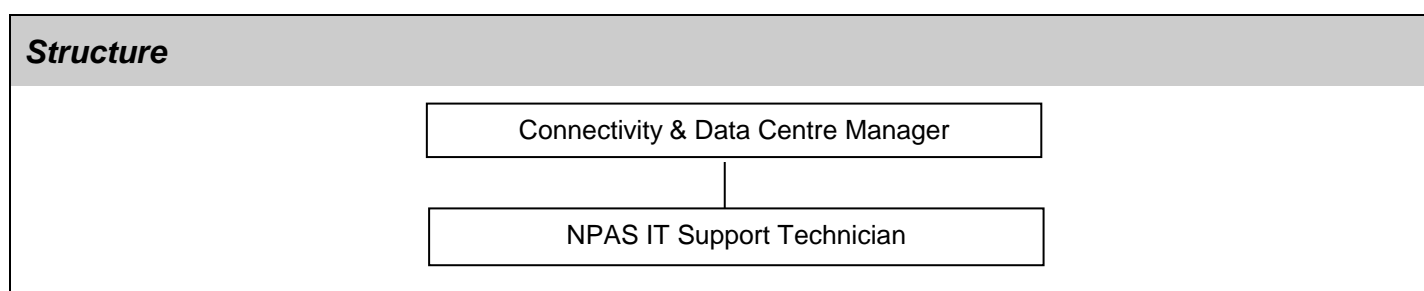 Structure
Connectivity & Data Centre Manager
NPAS IT Support Technician